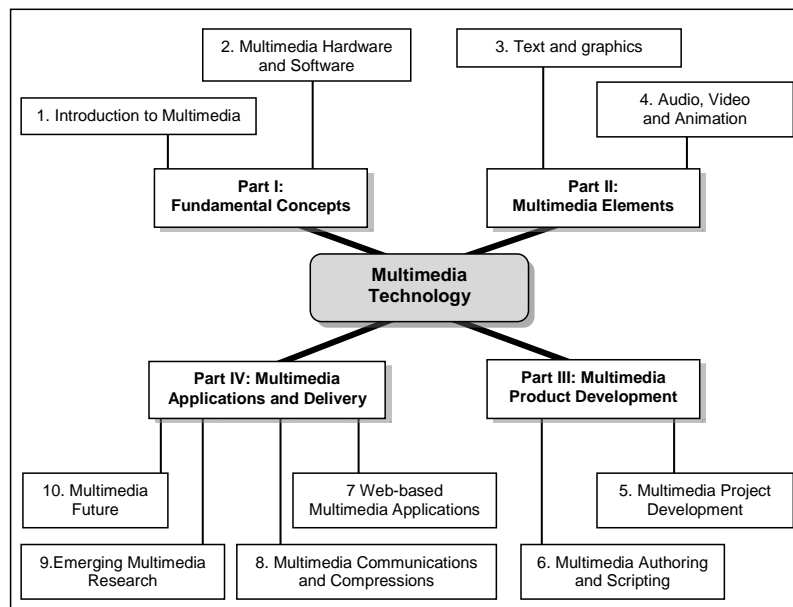 2. Multimedia Hardware
and Software
3. Text and graphics
1. Introduction to Multimedia
4. Audio, Video
and Animation
Part I:
Fundamental Concepts
Part II:
Multimedia Elements
Multimedia
Technology
Part IV: Multimedia
Applications and Delivery
Part III: Multimedia
Product Development
10. Multimedia
Future
7 Web-based
Multimedia Applications
5. Multimedia Project
Development
9.Emerging Multimedia
Research
8. Multimedia Communications
and Compressions
6. Multimedia Authoring
and Scripting